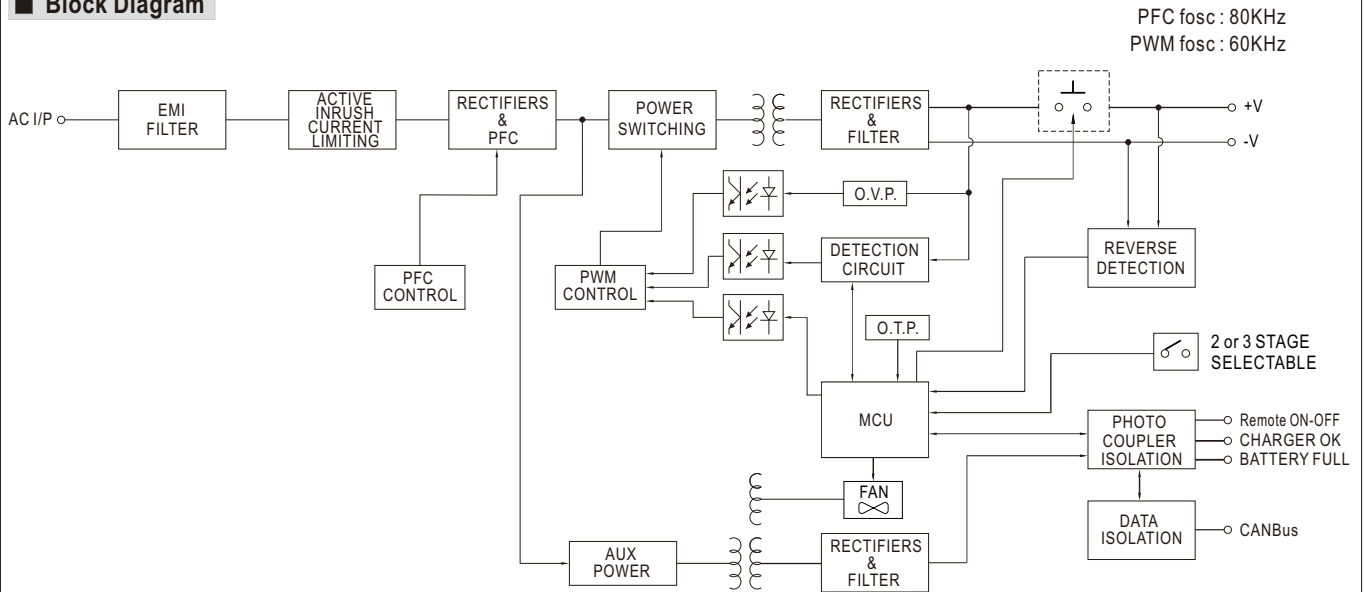 ■ Block Diagram
PFC fosc : 80KHz
PWM fosc : 60KHz
AC I/P
EMI
FILTER
ACTIVE
INRUSH
CURRENT
LIMITING
RECTIFIERS
&
PFC
POWER
SWITCHING
RECTIFIERS
&
FILTER
+V
-V
O.V.P.
PFC
CONTROL
PWM
CONTROL
DETECTION
CIRCUIT
REVERSE
DETECTION
O.T.P.
2 or 3 STAGE
SELECTABLE
MCU
PHOTO
COUPLER
ISOLATION
Remote ON-OFF
CHARGER OK
BATTERY FULL
FAN
DATA
ISOLATION
CANBus
AUX
POWER
RECTIFIERS
&
FILTER